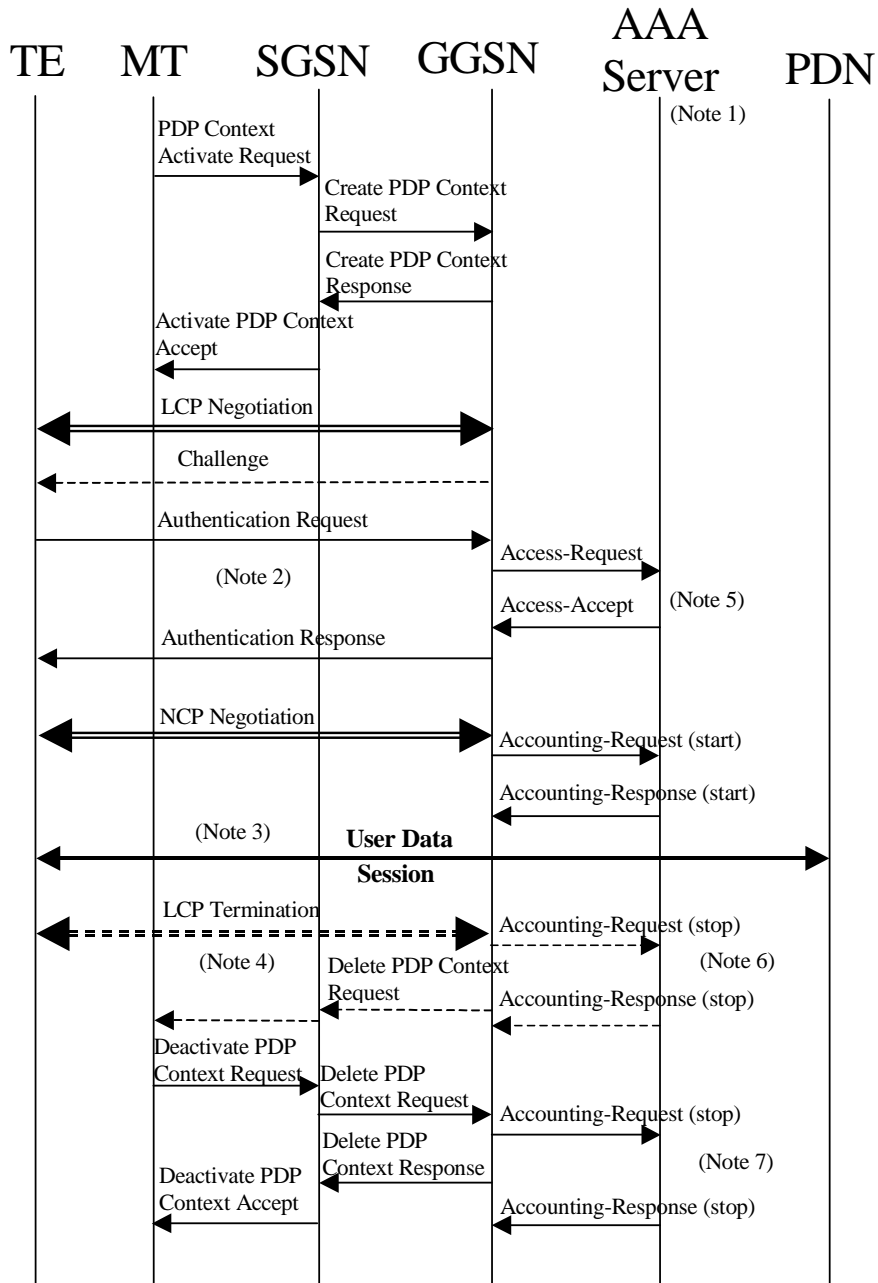 TE
MT
SGSN
GGSN
AAA
Server
PDN
(Note 1)
PDP Context
Activate Request
Create PDP Context
Request
Create PDP Context
Response
Activate PDP Context
Accept
LCP Negotiation
Challenge
Authentication Request
Access-Request
(Note 2)
(Note 5)
Access-Accept
Authentication Response
NCP Negotiation
Accounting-Request (start)
Accounting-Response (start)
(Note 3)
User Data
Session
LCP Termination
Accounting-Request (stop)
(Note 4)
Delete PDP Context
Request
(Note 6)
Accounting-Response (stop)
Deactivate PDP
Context Request
Delete PDP
Context Request
Accounting-Request (stop)
Delete PDP
Context Response
(Note 7)
Deactivate PDP
Context Accept
Accounting-Response (stop)